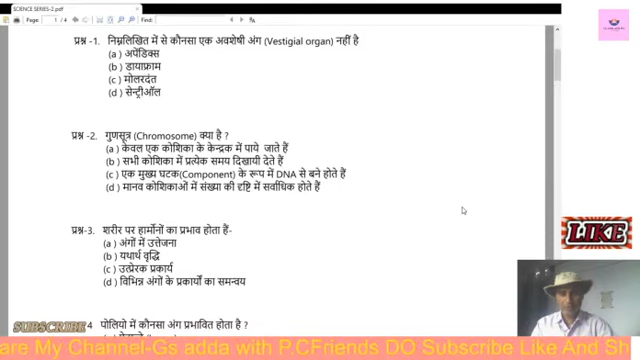 SCIENCE SERIES-2.pdf
Page: 1 / 4
Find:
प्रश्न -1. निम्नलिखित में से कौनसा एक अवशेषी अंग (Vestigial organ) नहीं है
(a) अपेंडिक्स
(b) डायाफ्राम
(c) मोलरदंत
(d) सेन्ट्रीऑल
प्रश्न -2. गुणसूत्र (Chromosome) क्या है ?
(a) केवल एक कोशिका के केन्द्रक में पाये जाते हैं
(b) सभी कोशिका में प्रत्येक समय दिखायी देते हैं
(c) एक मुख्य घटक(Component) के रूप में DNA से बने होते हैं
(d) मानव कोशिकाओं में संख्या की दृष्टि में सर्वाधिक होते हैं
प्रश्न-3. शरीर पर हार्मोनों का प्रभाव होता हैं-
(a) अंगों में उत्तेजना
(b) यथार्थ वृद्धि
(c) उत्प्रेरक प्रकार्य
(d) विभिन्न अंगों के प्रकार्यों का समन्वय
LIKE
SUBSCRIBE
4 पोलियो में कौनसा अंग प्रभावित होता है ?
are My Channel-Gs adda with P.CFriends DO Subscribe Like And Sh